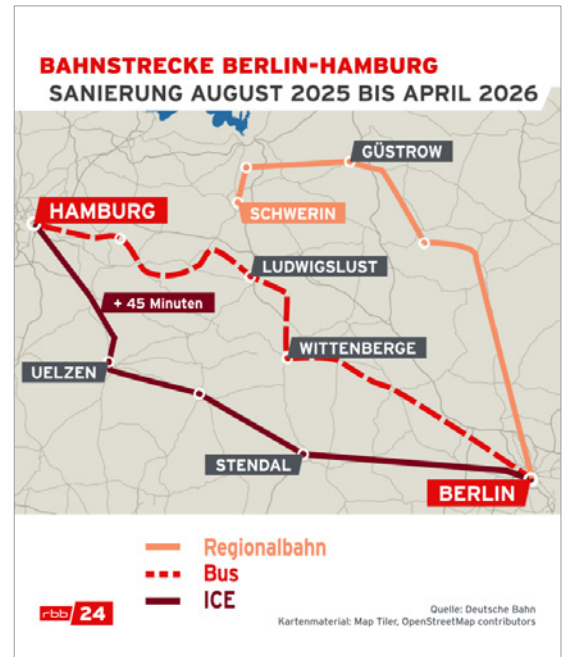 BAHNSTRECKE BERLIN-HAMBURG
SANIERUNG AUGUST 2025 BIS APRIL 2026
GÜSTROW
HAMBURG
SCHWERIN
LUDWIGSLUST
+ 45 Minuten
WITTENBERGE
UELZEN
STENDAL
BERLIN
Regionalbahn
Bus
ICE
rbb 24
Quelle: Deutsche Bahn
Kartenmaterial: Map Tiler, OpenStreetMap contributors